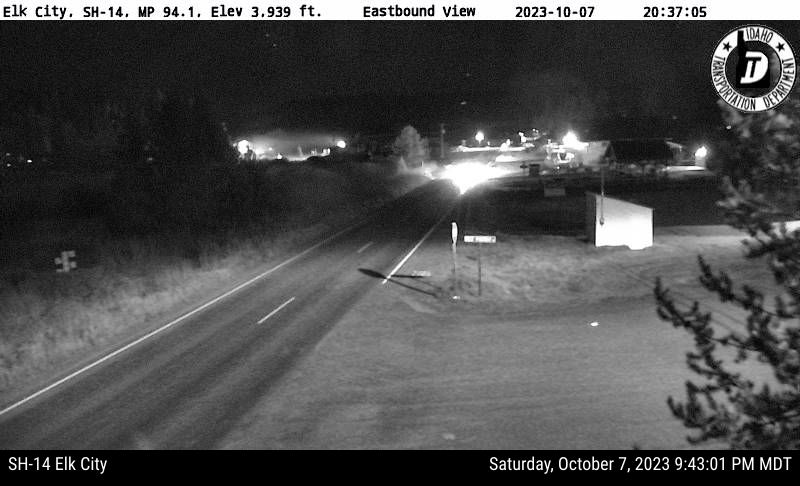 Elk City, SH-14, MP 94.1, Elev 3,939 ft. Eastbound View 2023-10-07 20:37:05
IDAHO
TRANSPORTATION DEPARTMENT
SH-14 Elk City
Saturday, October 7, 2023 9:43:01 PM MDT